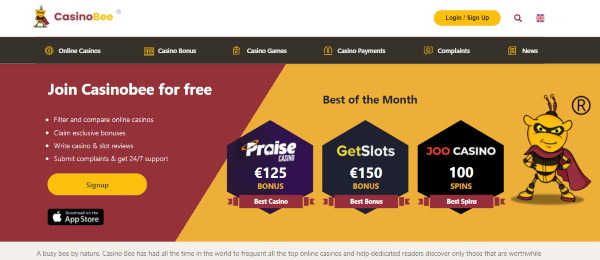 CasinoBee ®
Login / Sign Up
Online Casinos Casino Bonus Casino Games Casino Payments Complaints News
Join Casinobee for free
Filter and compare online casinos
Claim exclusive bonuses
Write casino & slot reviews
Submit complaints & get 24/7 support
Signup
Download on the
App Store
Best of the Month
Praise
CASINO
€125
BONUS
Best Casino
GetSlots
€150
BONUS
Best Bonus
JOO CASINO
100
SPINS
Best Spins
®
A busy bee by nature. Casino Bee has had all the time in the world to frequent all the top online casinos and help dedicated readers discover only those that are worthwhile